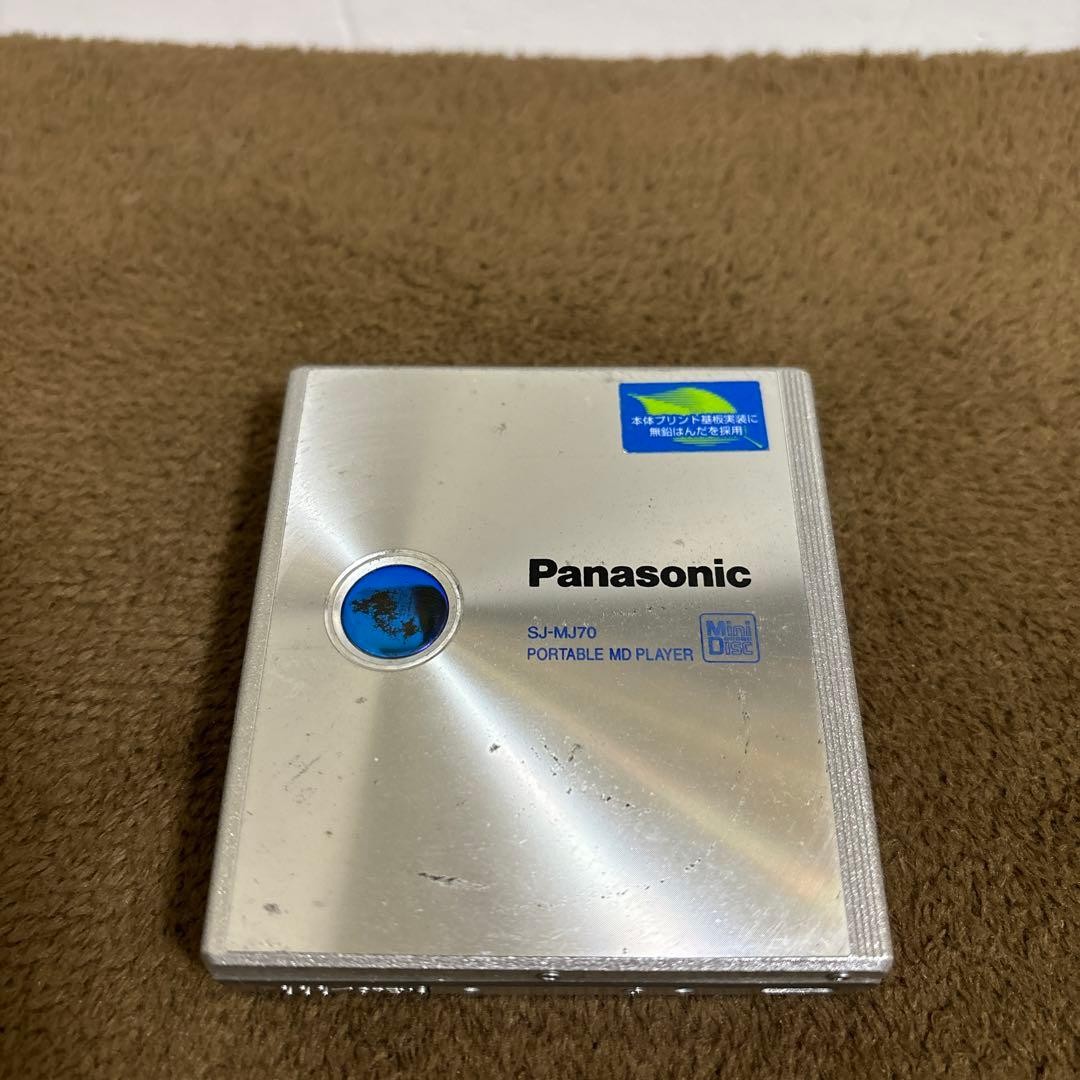 本体プリント基板実装に
無鉛はんだを採用
Panasonic
SJ-MJ70
PORTABLE MD PLAYER
Mini
Disc